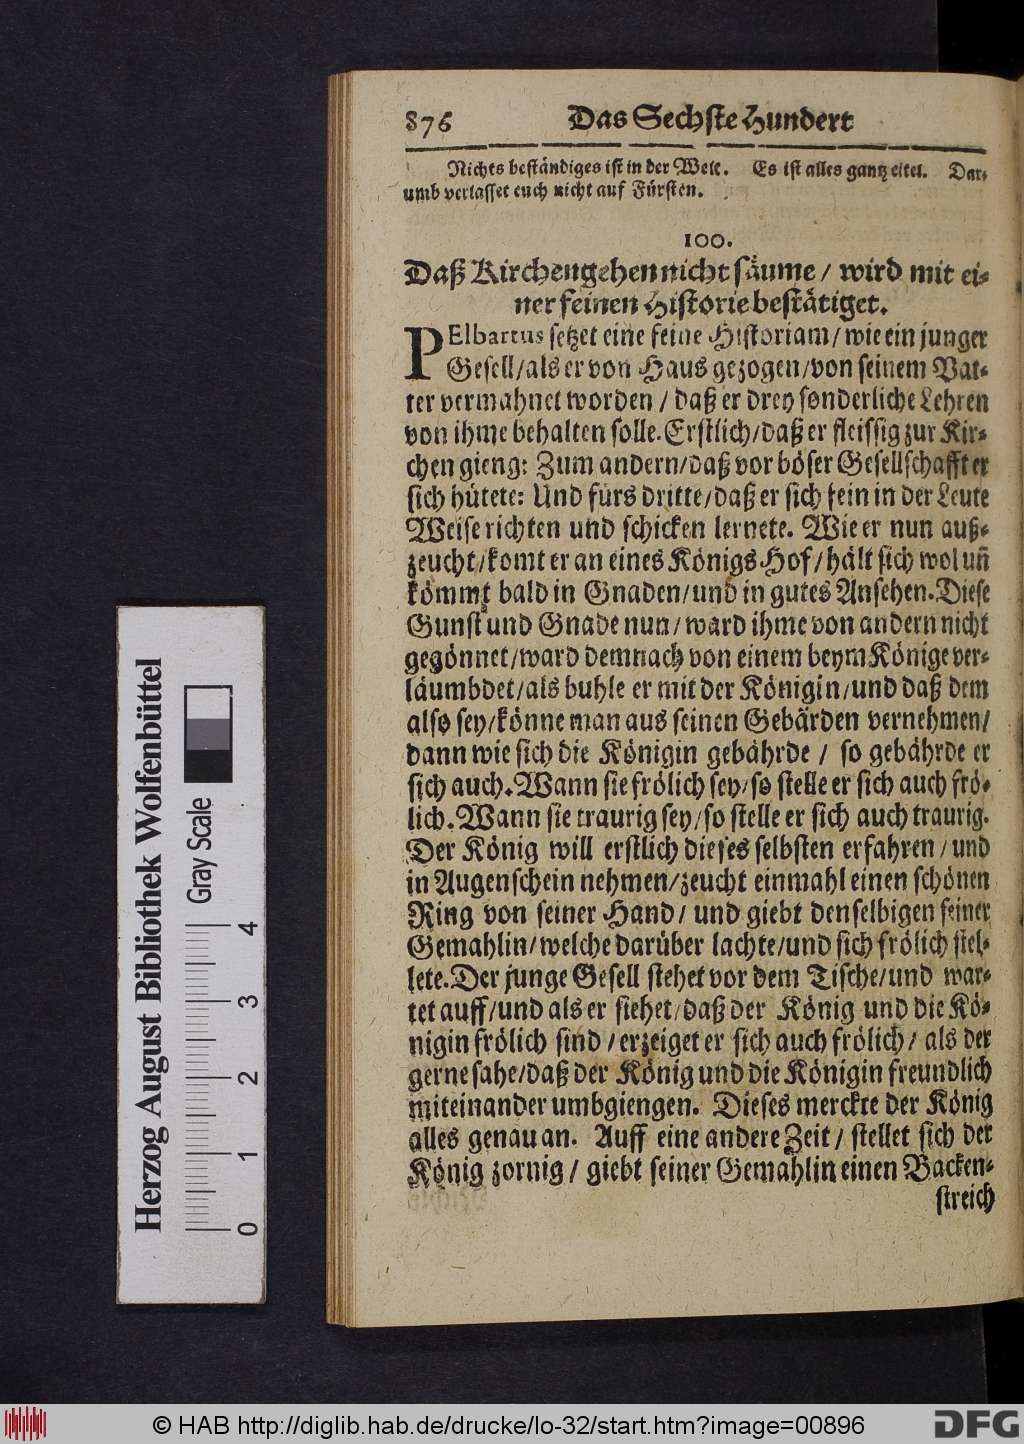 876 Das Sechste Hundert
Nichts beständiges ist in der Welt. Es ist alles gantz eitel. Dar-
umb verlasset euch nicht auf Fürsten.
100.
Daß Kirchengehen nicht säume / wird mit ei-
ner feinen Historie bestätiget.
PElbartus setzet eine feine Historiam / wie ein junger
Gesell / als er von Haus gezogen / von seinem Vat-
ter vermahnet worden / daß er drey sonderliche Lehren
von ihme behalten solle. Erstlich / daß er fleissig zur Kir-
chen gieng: Zum andern / daß vor böser Gesellschafft er
sich hütete: Und fürs dritte / daß er sich fein in der Leute
Weise richten und schicken lernete. Wie er nun auß-
zeucht / komt er an eines Königs Hof / hält sich wol uñ
kömmt bald in Gnaden / und in gutes Ansehen. Diese
Gunst und Gnade nun / ward ihme von andern nicht
gegönnet / ward demnach von einem beym Könige ver-
läumbdet / als buhle er mit der Königin / und daß dem
also sey / könne man aus seinen Gebärden vernehmen /
dann wie sich die Königin gebährde / so gebährde er
sich auch. Wann sie frölich sey / so stelle er sich auch frö-
lich. Wann sie traurig sey / so stelle er sich auch traurig.
Der König will erstlich dieses selbsten erfahren / und
in Augenschein nehmen / zeucht einmahl einen schönen
Ring von seiner Hand / und giebt denselbigen seiner
Gemahlin / welche darüber lachte / und sich frölich stel-
lete. Der junge Gesell stehet vor dem Tische / und war-
tet auff / und als er siehet / daß der König und die Kö-
nigin frölich sind / erzeiget er sich auch frölich / als der
gerne sahe / daß der König und die Königin freundlich
miteinander umbgiengen. Dieses merckte der König
alles genau an. Auff eine andere Zeit / stellet sich der
König zornig / giebt seiner Gemahlin einen Backen-
streich
Herzog August Bibliothek Wolfenbüttel
Gray Scale
0 1 2 3 4
© HAB http://diglib.hab.de/drucke/lo-32/start.htm?image=00896
DFG